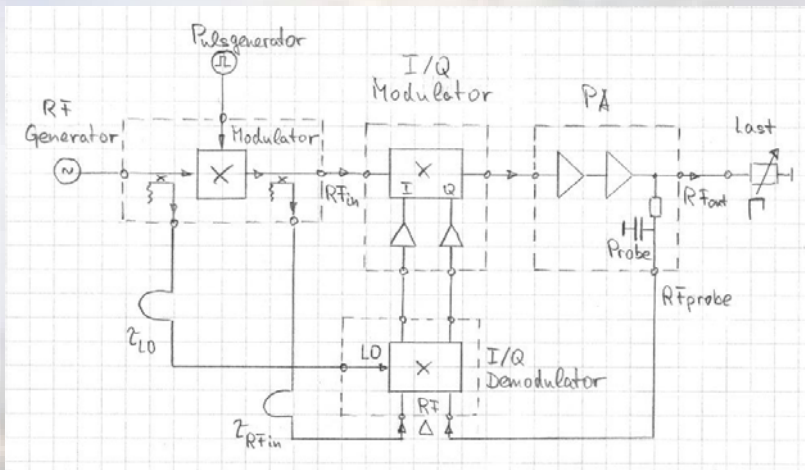 Pulsgenerator
RF
Generator
~
Modulator
X
RFin
I/Q
Modulator
X
I Q
PA
Probe
RFout
RFprobe
Last
Γ
τLO
τRFin
LO
X
I/Q
Demodulator
RF
Δ